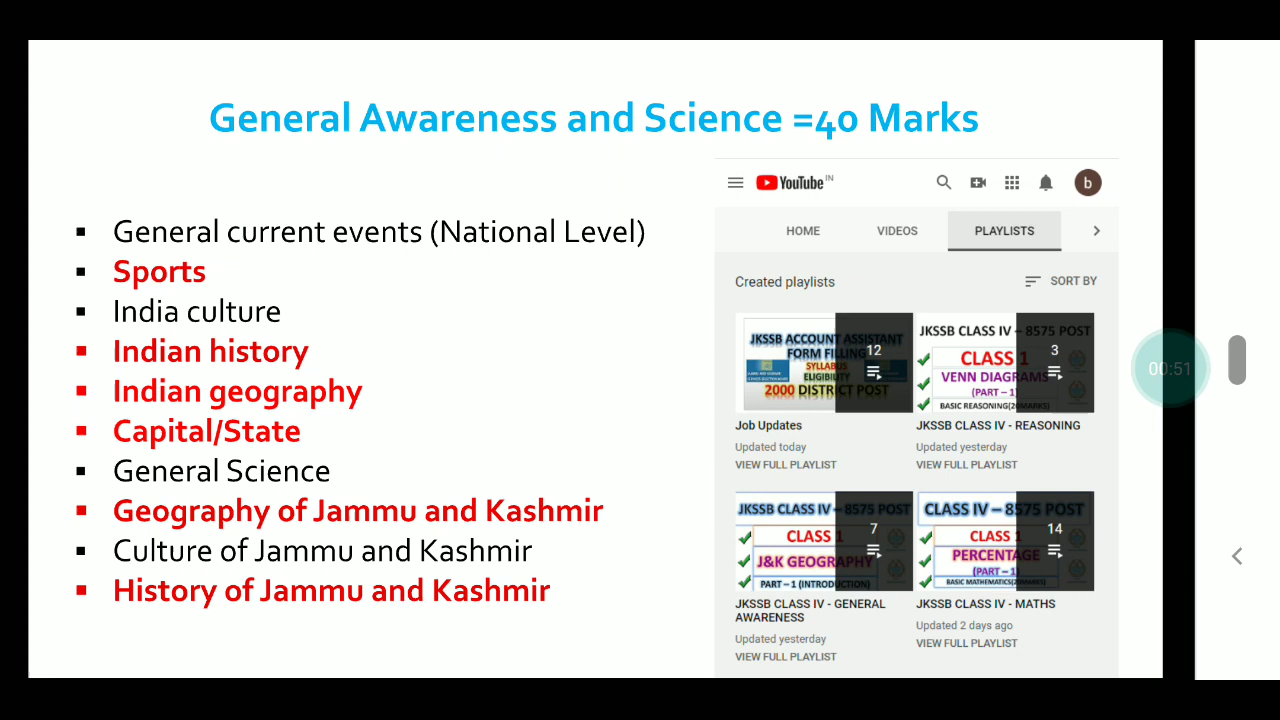 General Awareness and Science =40 Marks
General current events (National Level)
Sports
India culture
Indian history
Indian geography
Capital/State
General Science
Geography of Jammu and Kashmir
Culture of Jammu and Kashmir
History of Jammu and Kashmir
YouTube IN
b
HOME VIDEOS PLAYLISTS
Created playlists SORT BY
JKSSB ACCOUNT ASSISTANT
FORM FILLING
SYLLABUS
ELIGIBILITY
2000 DISTRICT POST
12
Job Updates
Updated today
VIEW FULL PLAYLIST
JKSSB CLASS IV – 8575 POST
CLASS 1
VENN DIAGRAMS
(PART – 1)
BASIC REASONING(20MARKS)
3
JKSSB CLASS IV - REASONING
Updated yesterday
VIEW FULL PLAYLIST
JKSSB CLASS IV – 8575 POST
CLASS 1
J&K GEOGRAPHY
PART – 1 (INTRODUCTION)
7
JKSSB CLASS IV - GENERAL
AWARENESS
Updated yesterday
VIEW FULL PLAYLIST
CLASS IV – 8575 POST
CLASS 1
PERCENTAGE
(PART – 1)
BASIC MATHEMATICS(20MARKS)
14
JKSSB CLASS IV - MATHS
Updated 2 days ago
VIEW FULL PLAYLIST
00:51